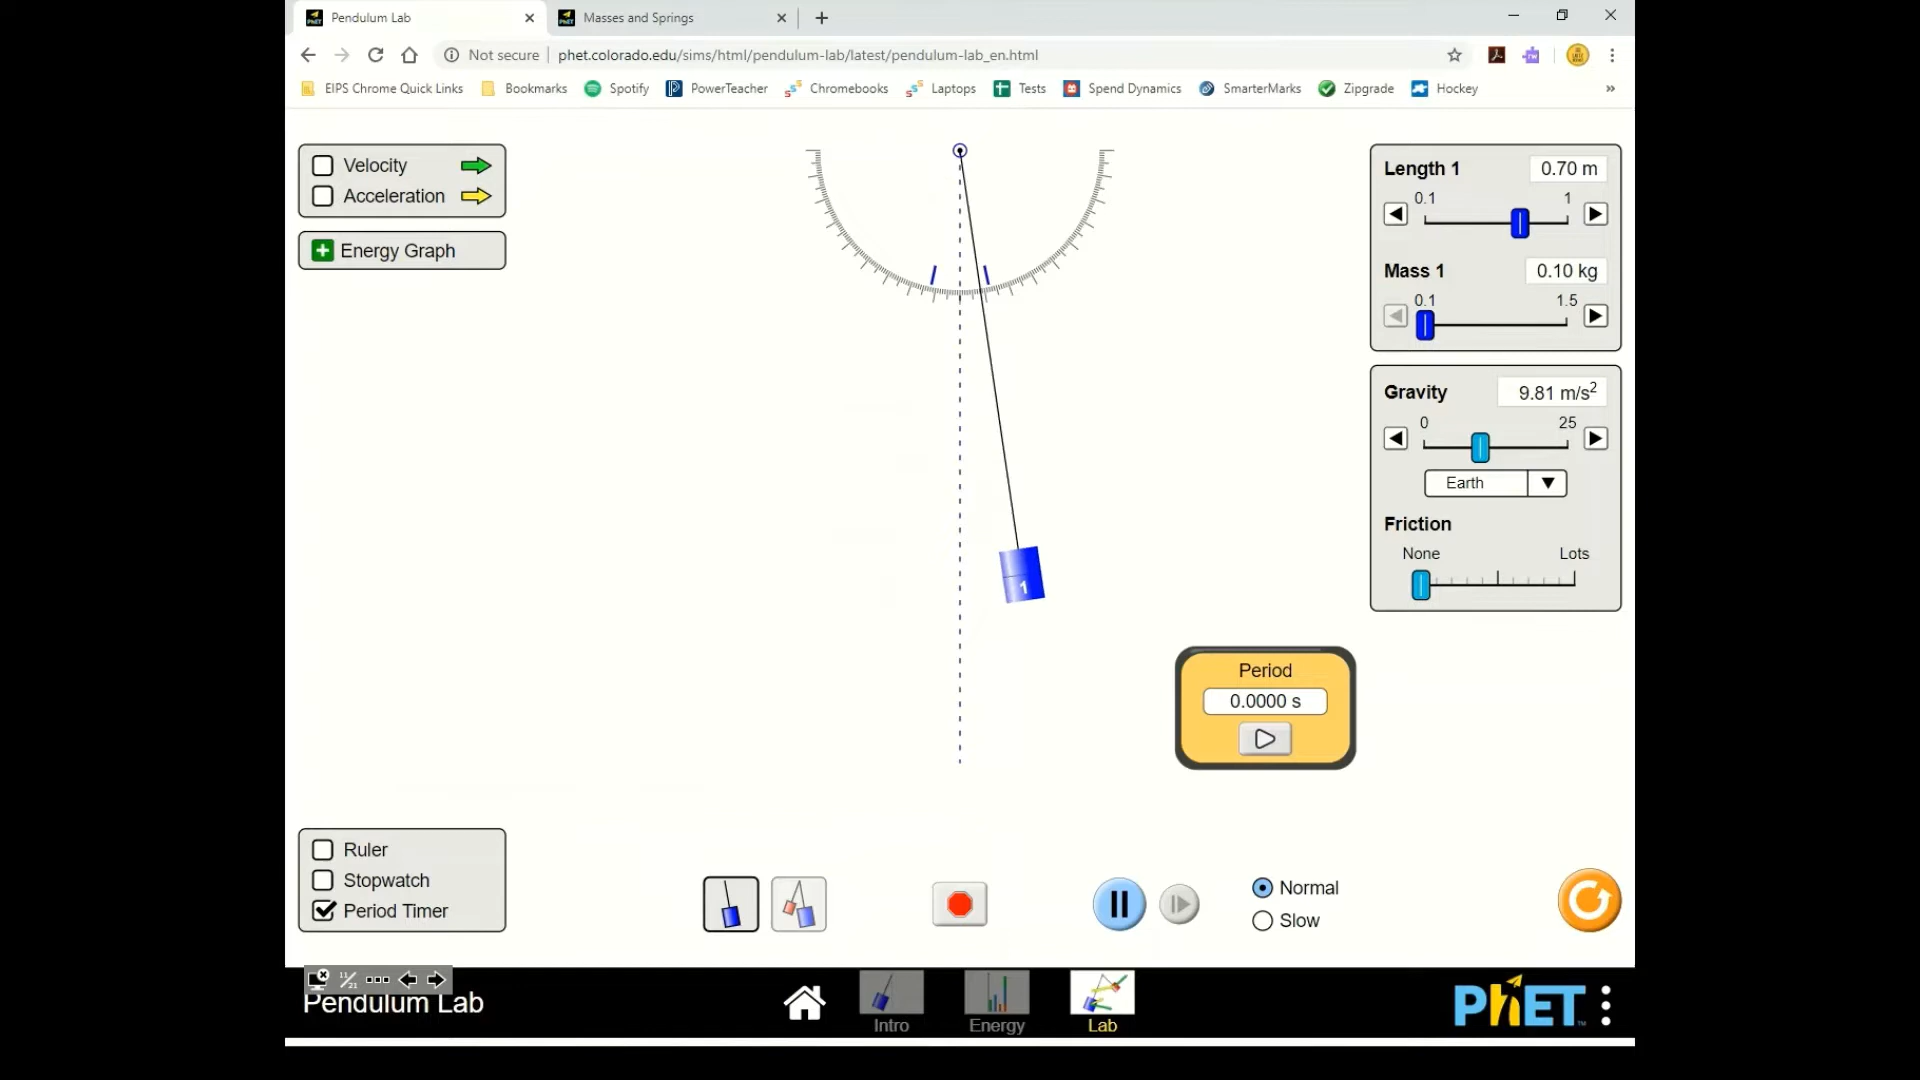 Pendulum Lab
Masses and Springs
Not secure
phet.colorado.edu/sims/html/pendulum-lab/latest/pendulum-lab_en.html
EIPS Chrome Quick Links
Bookmarks
Spotify
PowerTeacher
Chromebooks
Laptops
Tests
Spend Dynamics
SmarterMarks
Zipgrade
Hockey
»
Velocity
Acceleration
Energy Graph
Length 1 0.70 m
0.1 1
Mass 1 0.10 kg
0.1 1.5
Gravity 9.81 m/s²
0 25
Earth
Friction
None Lots
1
Period
0.0000 s
Ruler
Stopwatch
Period Timer
Normal
Slow
11/21
Pendulum Lab
Intro
Energy
Lab
PhET